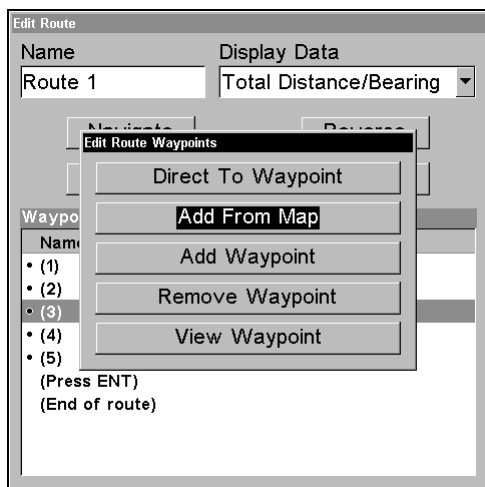 Edit Route
Name Display Data
Route 1 Total Distance/Bearing
Edit Route Waypoints
Direct To Waypoint
Add From Map
Add Waypoint
Remove Waypoint
View Waypoint
(1)
(2)
(3)
(4)
(5)
(Press ENT)
(End of route)